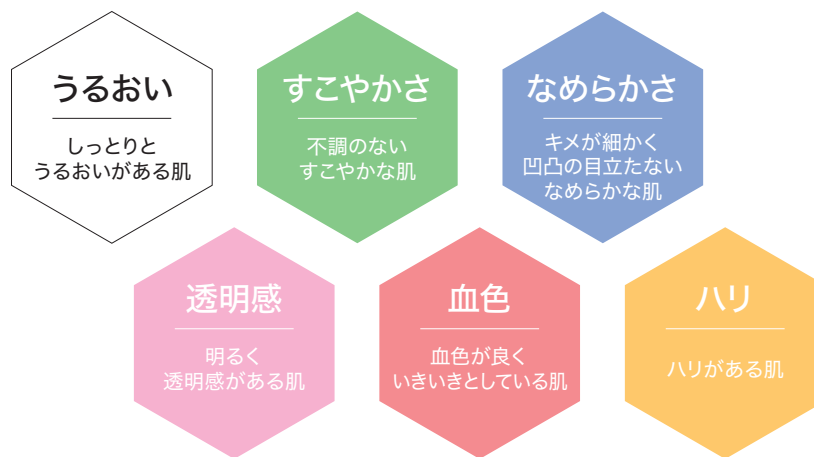 うるおい
しっとりと
うるおいがある肌
すこやかさ
不調のない
すこやかな肌
なめらかさ
キメが細かく
凹凸の目立たない
なめらかな肌
透明感
明るく
透明感がある肌
血色
血色が良く
いきいきとしている肌
ハリ
ハリがある肌